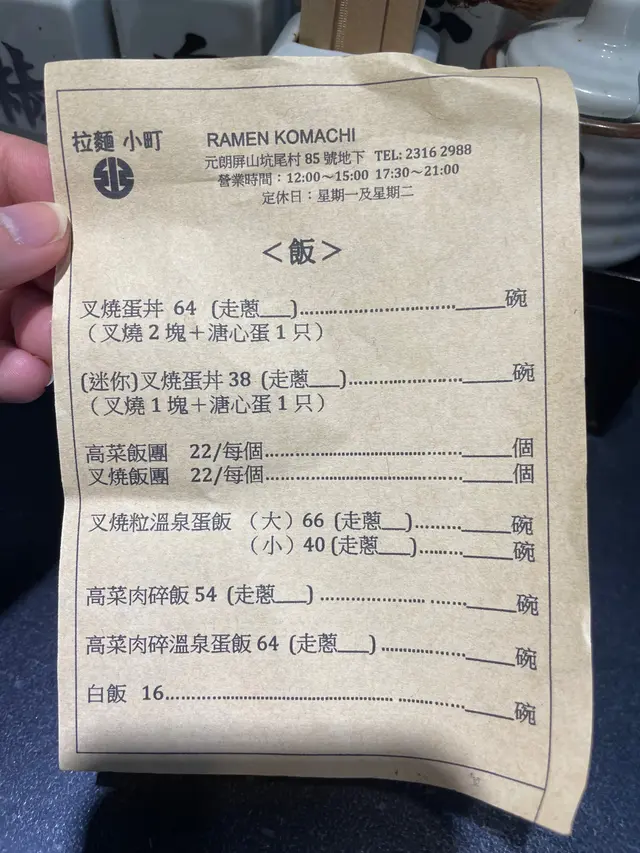 拉麵 小町 RAMEN KOMACHI
元朗屏山坑尾村 85 號地下 TEL: 2316 2988
營業時間：12:00～15:00 17:30～21:00
定休日：星期一及星期二
＜飯＞
叉燒蛋丼 64 (走蔥___)..............................______碗
（叉燒 2 塊＋溏心蛋 1 只）
(迷你)叉燒蛋丼 38 (走蔥___)......................______碗
（叉燒 1 塊＋溏心蛋 1 只）
高菜飯團 22/每個..............................................______個
叉燒飯團 22/每個..............................................______個
叉燒粒溫泉蛋飯 （大）66 (走蔥___)..........______碗
（小）40 (走蔥___)..........______碗
高菜肉碎飯 54 (走蔥___) .................. .......______碗
高菜肉碎溫泉蛋飯 64 (走蔥___) ................______碗
白飯 16.......................................... ..............______碗